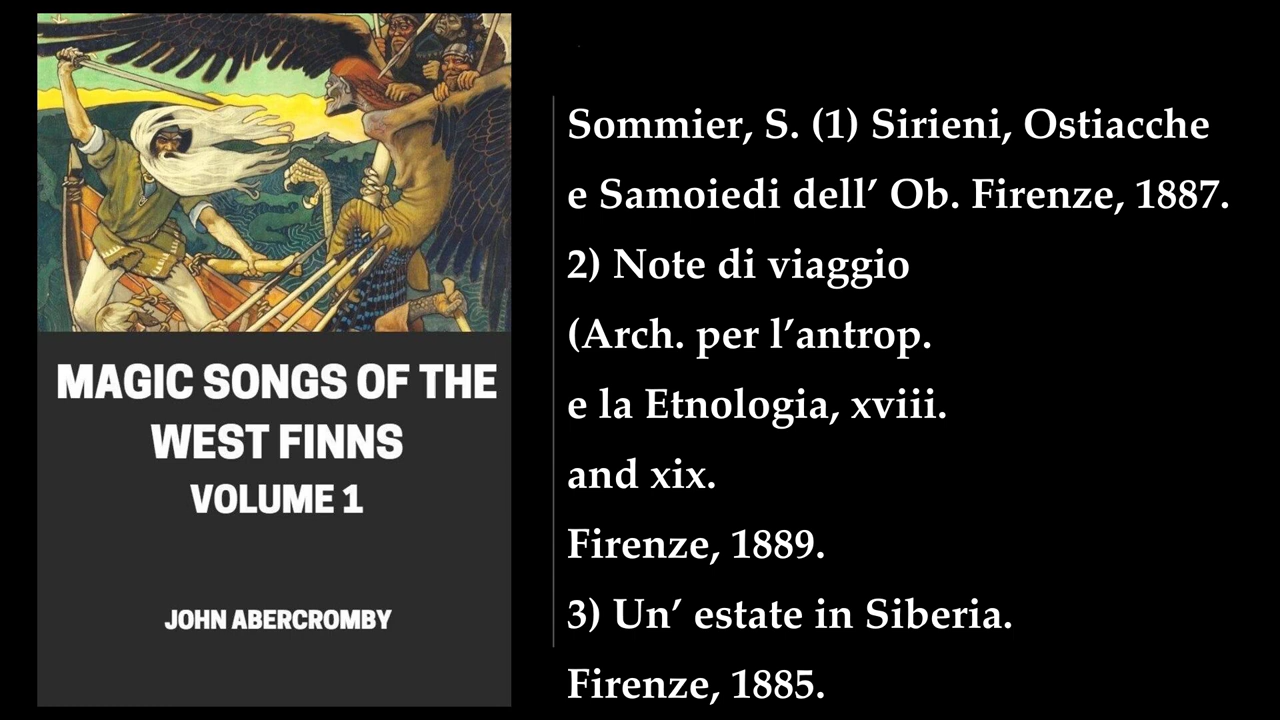 MAGIC SONGS OF THE
WEST FINNS
VOLUME 1
JOHN ABERCROMBY
Sommier, S. (1) Sirieni, Ostiacche
e Samoiedi dell’ Ob. Firenze, 1887.
2) Note di viaggio
(Arch. per l’antrop.
e la Etnologia, xviii.
and xix.
Firenze, 1889.
3) Un’ estate in Siberia.
Firenze, 1885.